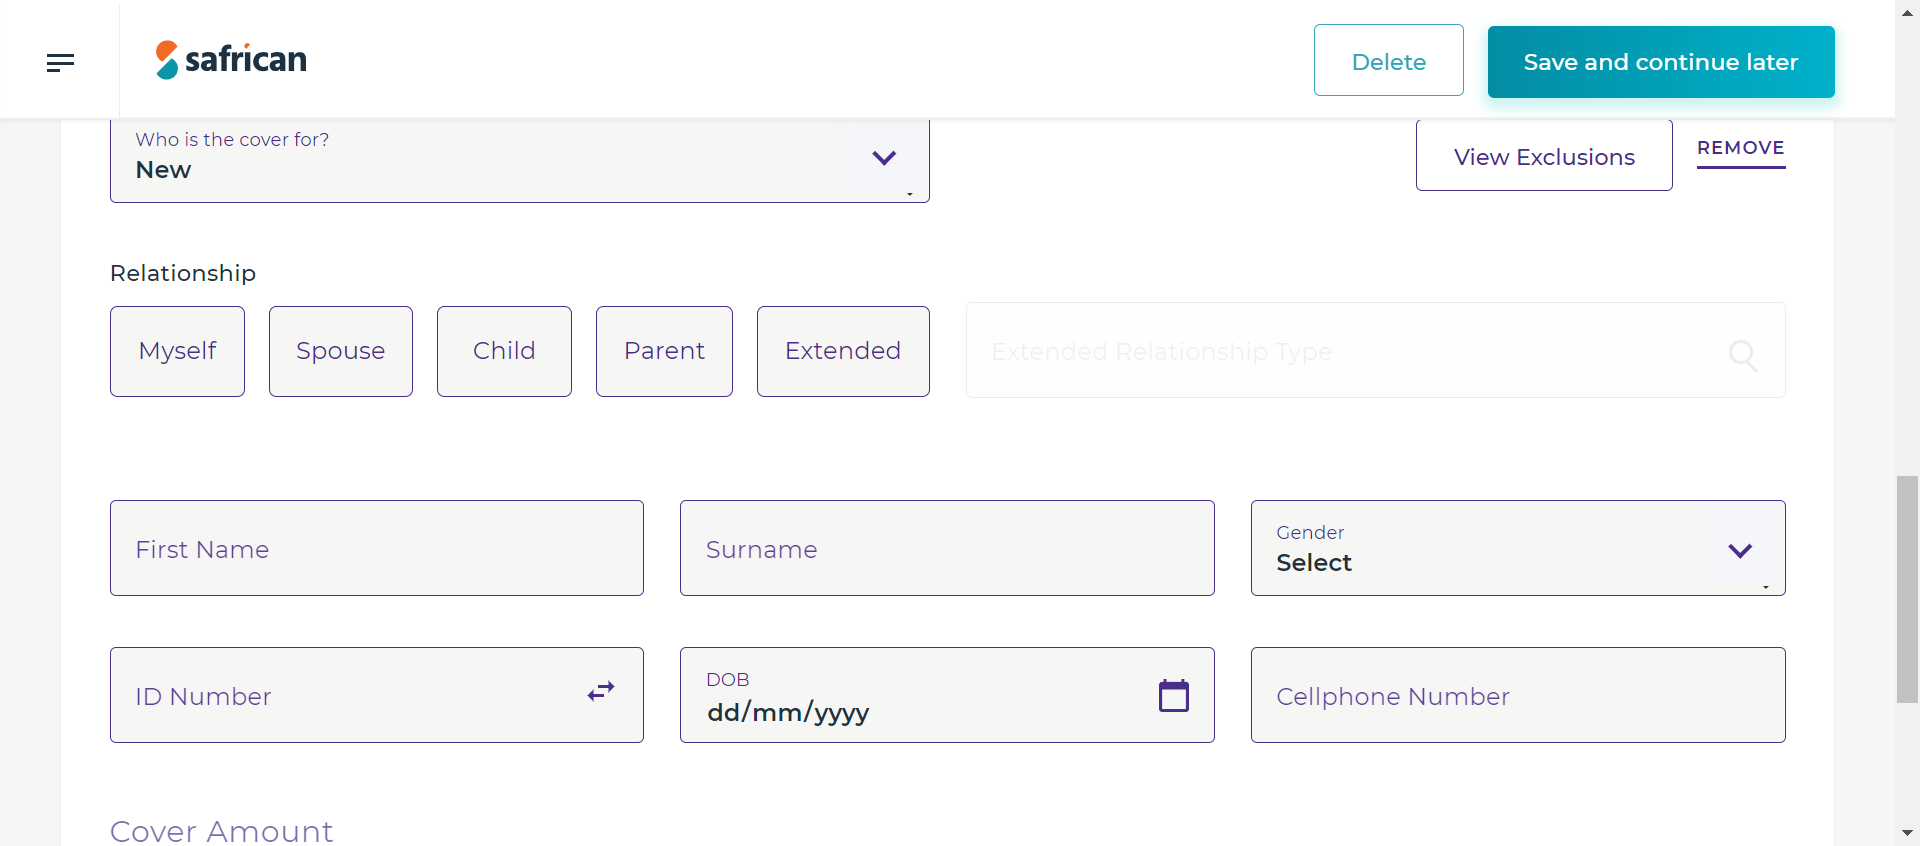 safrican
Delete
Save and continue later
Who is the cover for?
New
View Exclusions
REMOVE
Relationship
Myself
Spouse
Child
Parent
Extended
Extended Relationship Type
First Name
Surname
Gender
Select
ID Number
DOB
dd/mm/yyyy
Cellphone Number
Cover Amount